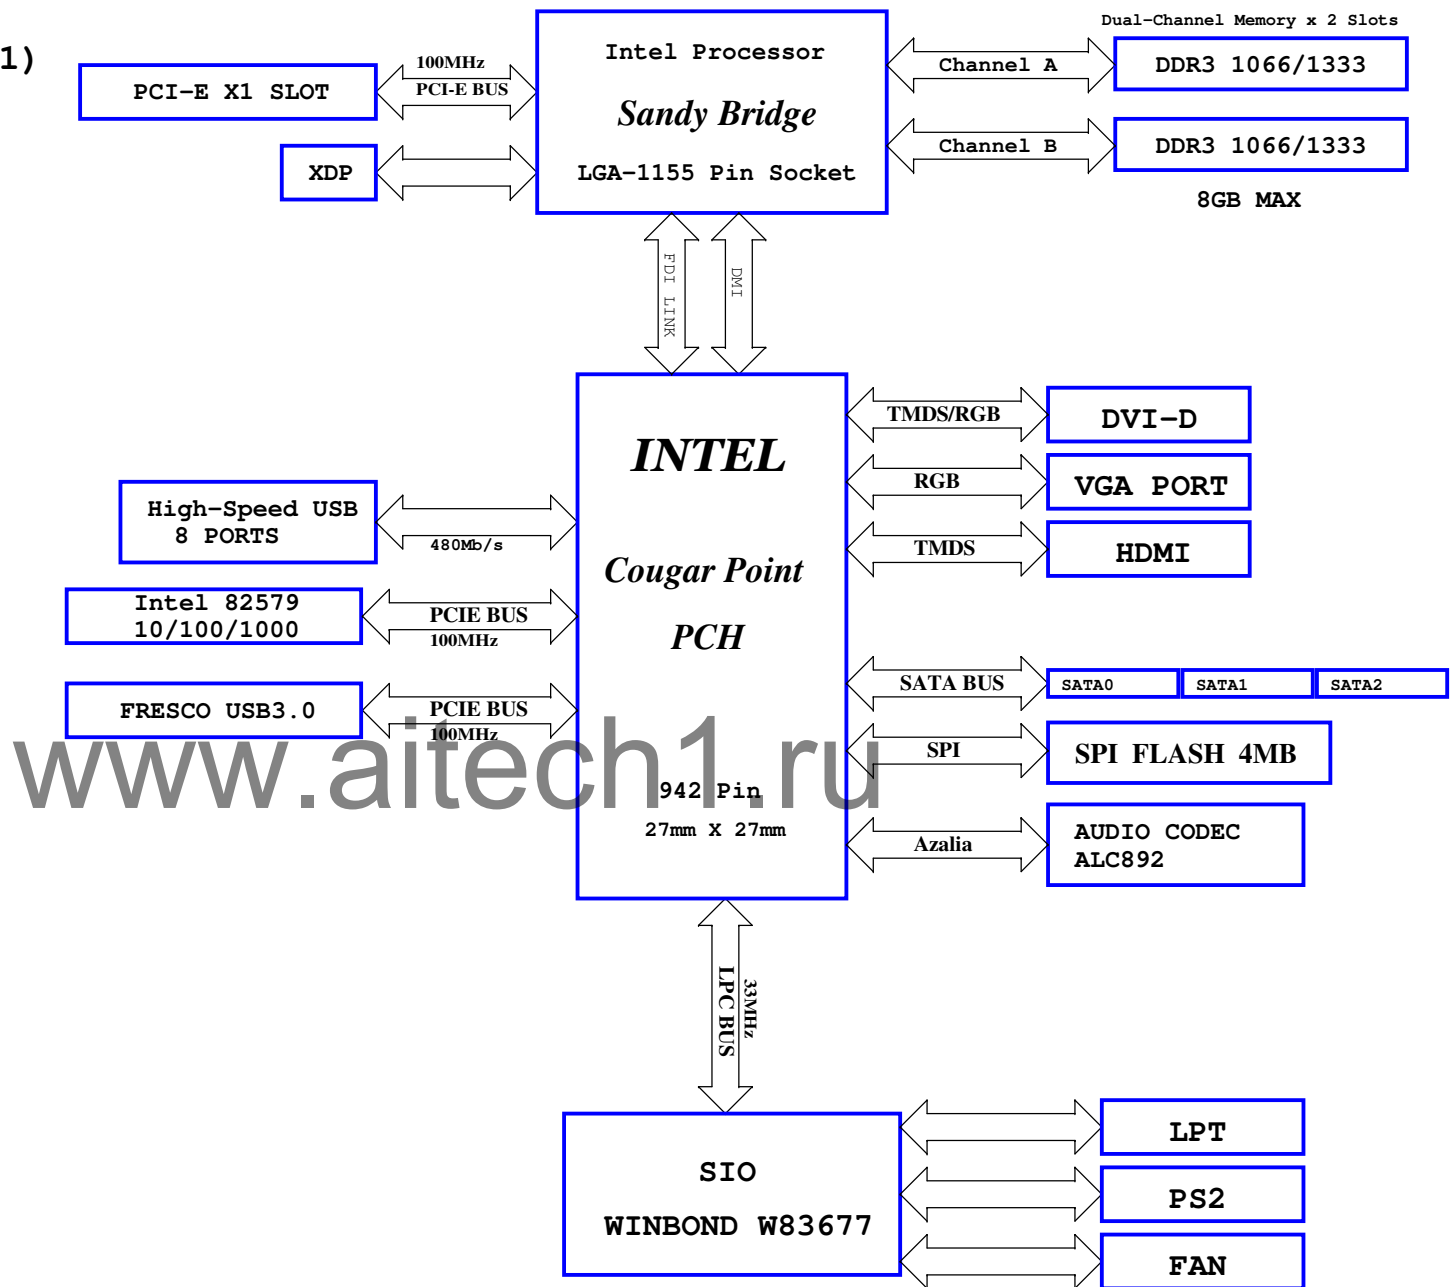 1)
Dual-Channel Memory x 2 Slots
Intel Processor
Sandy Bridge
LGA-1155 Pin Socket
100MHz
PCI-E BUS
PCI-E X1 SLOT
XDP
Channel A
DDR3 1066/1333
Channel B
DDR3 1066/1333
8GB MAX
FDI LINK
DMI
INTEL
Cougar Point
PCH
942 Pin
27mm X 27mm
High-Speed USB
8 PORTS
480Mb/s
Intel 82579
10/100/1000
PCIE BUS
100MHz
FRESCO USB3.0
PCIE BUS
100MHz
TMDS/RGB
DVI-D
RGB
VGA PORT
TMDS
HDMI
SATA BUS
SATA0
SATA1
SATA2
SPI
SPI FLASH 4MB
Azalia
AUDIO CODEC
ALC892
www.aitech1.ru
33MHz
LPC BUS
SIO
WINBOND W83677
LPT
PS2
FAN